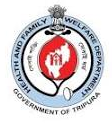 HEALTH AND FAMILY WELFARE DEPARTMENT
GOVERNMENT OF TRIPURA